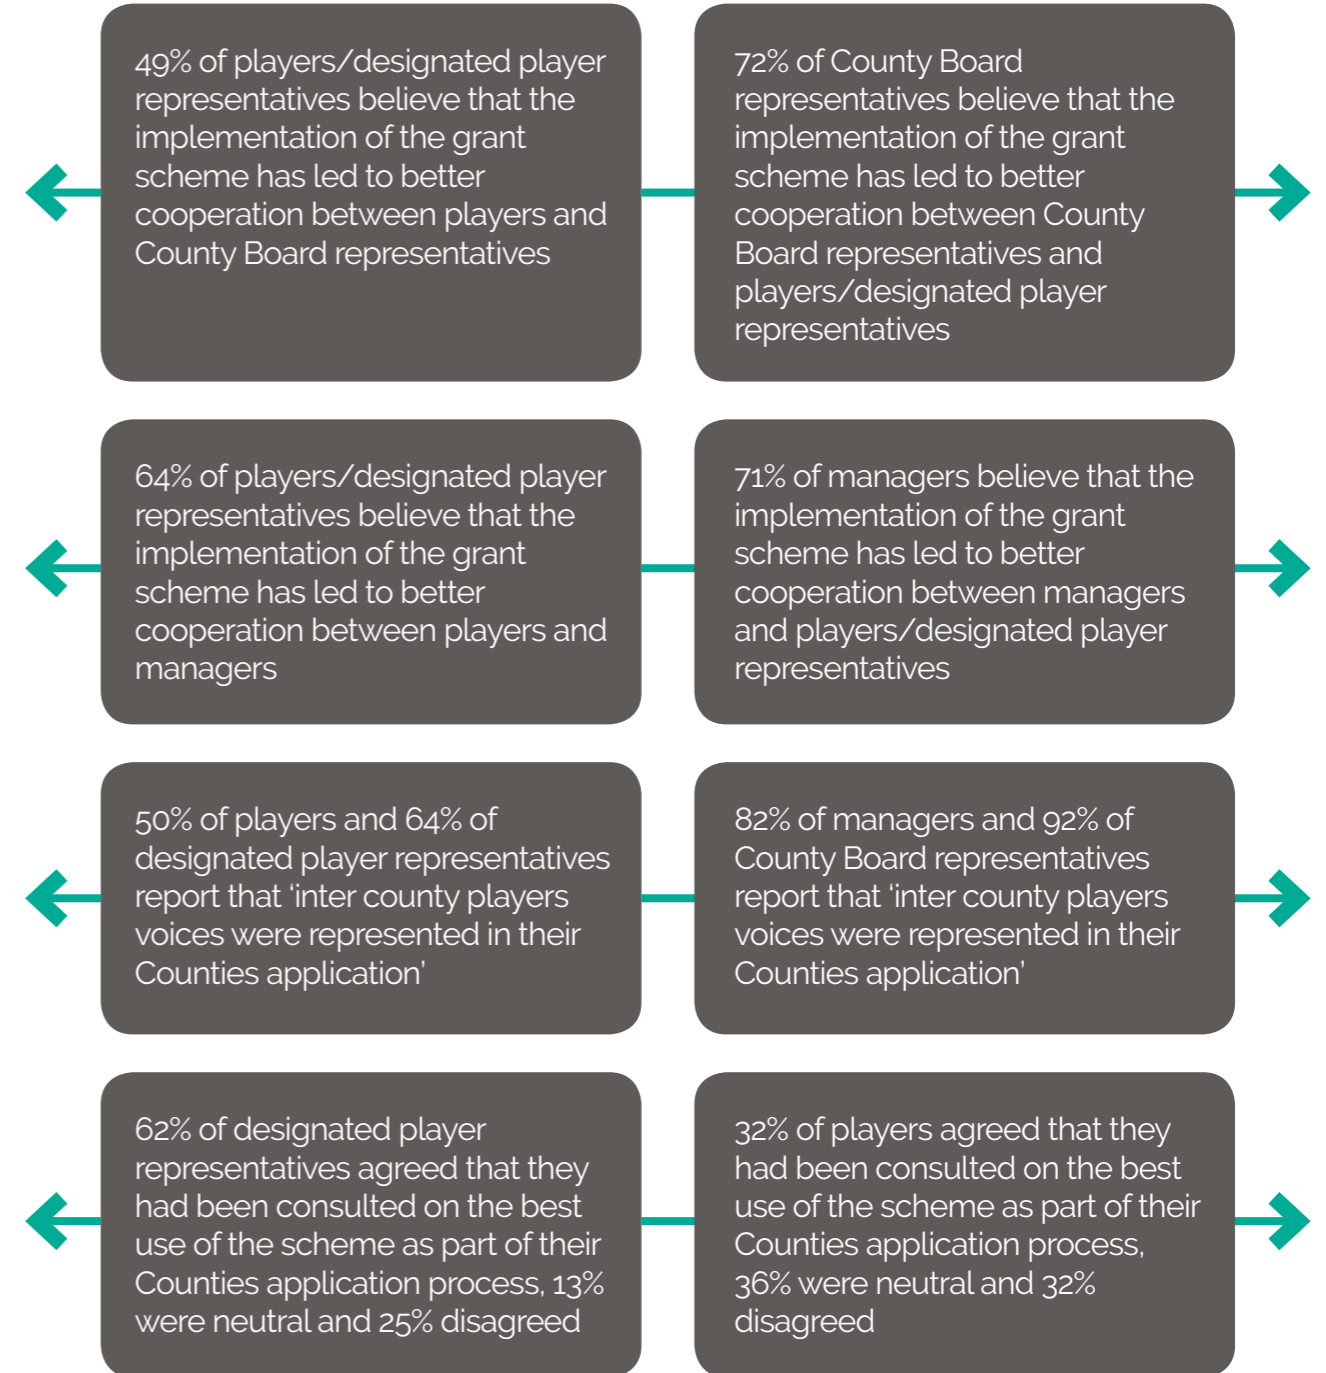 49% of players/designated player
representatives believe that the
implementation of the grant
scheme has led to better
cooperation between players and
County Board representatives
72% of County Board
representatives believe that the
implementation of the grant
scheme has led to better
cooperation between County
Board representatives and
players/designated player
representatives
64% of players/designated player
representatives believe that the
implementation of the grant
scheme has led to better
cooperation between players and
managers
71% of managers believe that the
implementation of the grant
scheme has led to better
cooperation between managers
and players/designated player
representatives
50% of players and 64% of
designated player representatives
report that ‘inter county players
voices were represented in their
Counties application’
82% of managers and 92% of
County Board representatives
report that ‘inter county players
voices were represented in their
Counties application’
62% of designated player
representatives agreed that they
had been consulted on the best
use of the scheme as part of their
Counties application process, 13%
were neutral and 25% disagreed
32% of players agreed that they
had been consulted on the best
use of the scheme as part of their
Counties application process,
36% were neutral and 32%
disagreed